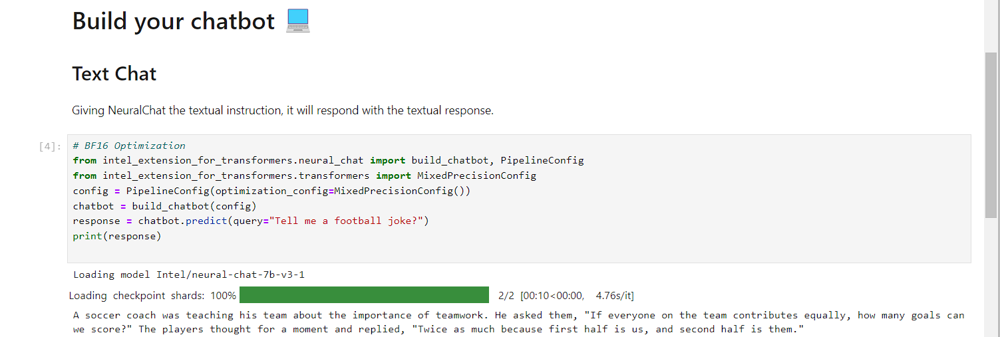 Build your chatbot 💻
Text Chat
Giving NeuralChat the textual instruction, it will respond with the textual response.
[4]:
# BF16 Optimization
from intel_extension_for_transformers.neural_chat import build_chatbot, PipelineConfig
from intel_extension_for_transformers.transformers import MixedPrecisionConfig
config = PipelineConfig(optimization_config=MixedPrecisionConfig())
chatbot = build_chatbot(config)
response = chatbot.predict(query="Tell me a football joke?")
print(response)
Loading model Intel/neural-chat-7b-v3-1
Loading checkpoint shards: 100% 2/2 [00:10<00:00, 4.76s/it]
A soccer coach was teaching his team about the importance of teamwork. He asked them, "If everyone on the team contributes equally, how many goals can
we score?" The players thought for a moment and replied, "Twice as much because first half is us, and second half is them."